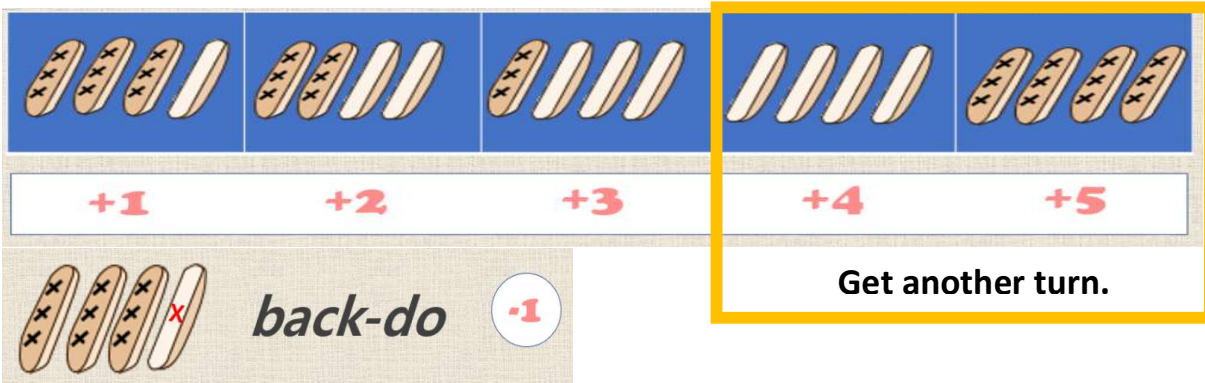 +1 +2 +3 +4 +5
Get another turn.
back-do -1